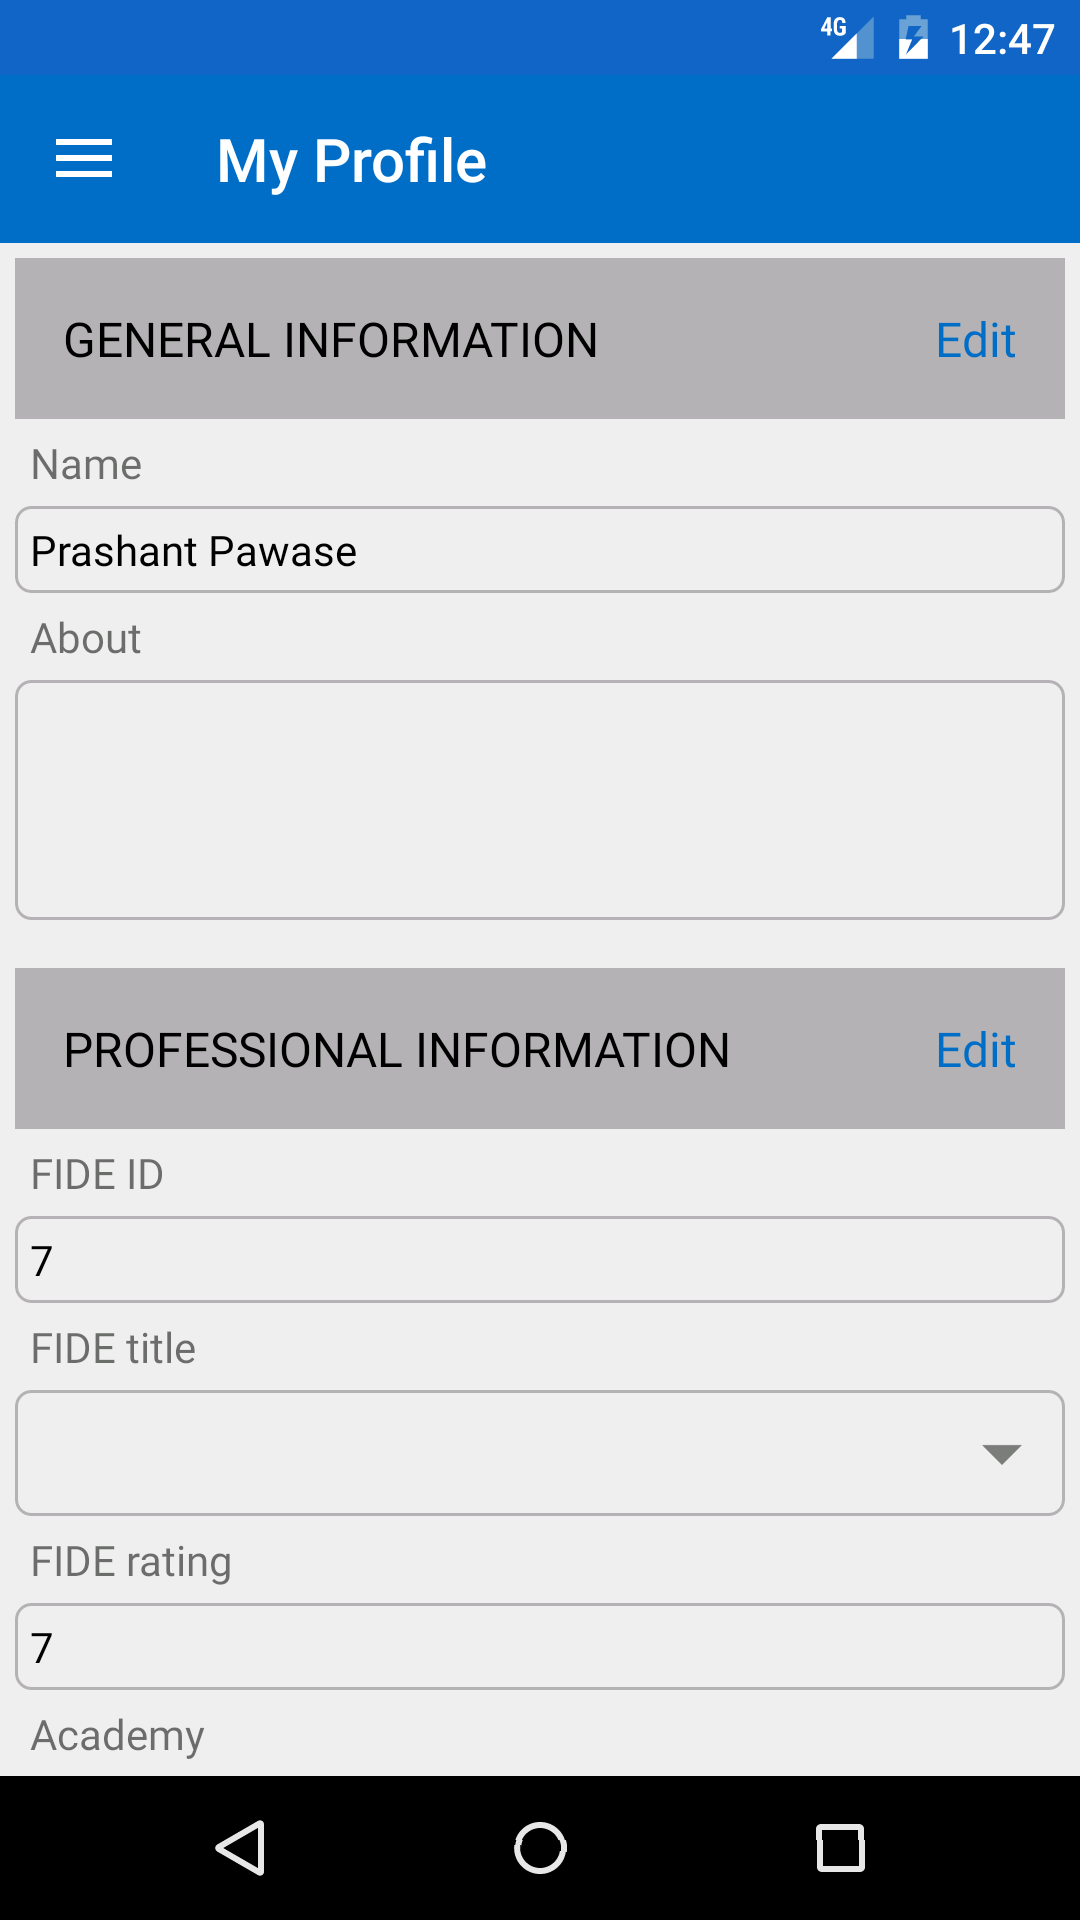 4G 12:47
My Profile
GENERAL INFORMATION Edit
Name
Prashant Pawase
About
PROFESSIONAL INFORMATION Edit
FIDE ID
7
FIDE title
FIDE rating
7
Academy